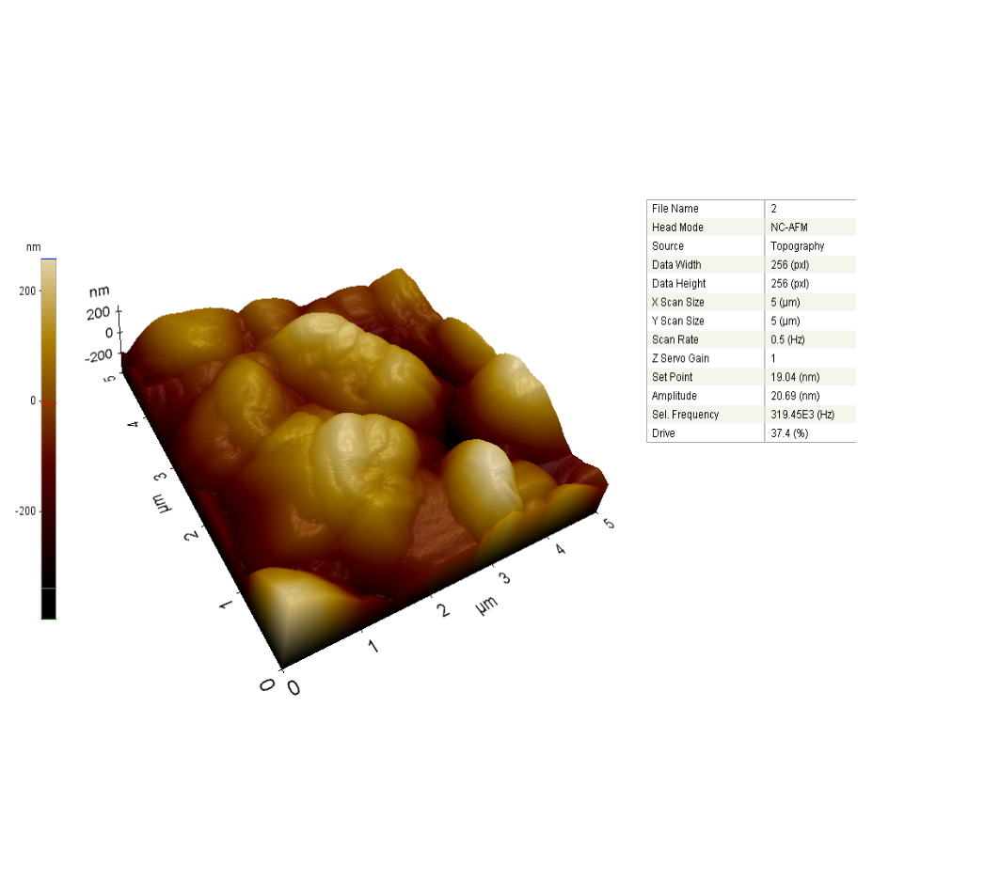 nm
200
0
-200
nm
200
0
-200
5
4
3
µm
2
1
0
0
1
2
µm
3
4
5
File Name 2
Head Mode NC-AFM
Source Topography
Data Width 256 (pxl)
Data Height 256 (pxl)
X Scan Size 5 (µm)
Y Scan Size 5 (µm)
Scan Rate 0.5 (Hz)
Z Servo Gain 1
Set Point 19.04 (nm)
Amplitude 20.69 (nm)
Sel. Frequency 319.45E3 (Hz)
Drive 37.4 (%)